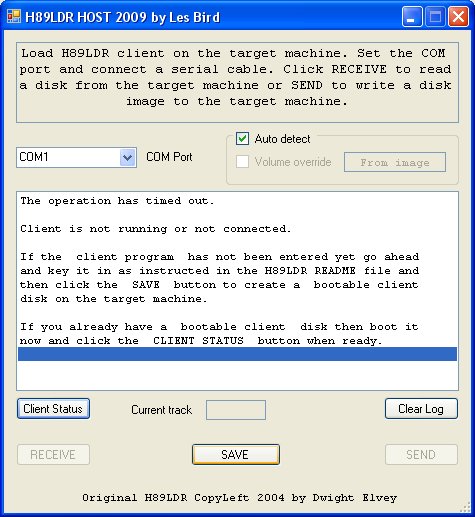 H89LDR HOST 2009 by Les Bird
Load H89LDR client on the target machine. Set the COM
port and connect a serial cable. Click RECEIVE to read
a disk from the target machine or SEND to write a disk
image to the target machine.
COM1
COM Port
Auto detect
Volume override
From image
The operation has timed out.
Client is not running or not connected.
If the client program has not been entered yet go ahead
and key it in as instructed in the H89LDR README file and
then click the SAVE button to create a bootable client
disk on the target machine.
If you already have a bootable client disk then boot it
now and click the CLIENT STATUS button when ready.
Client Status
Current track
Clear Log
RECEIVE
SAVE
SEND
Original H89LDR CopyLeft 2004 by Dwight Elvey